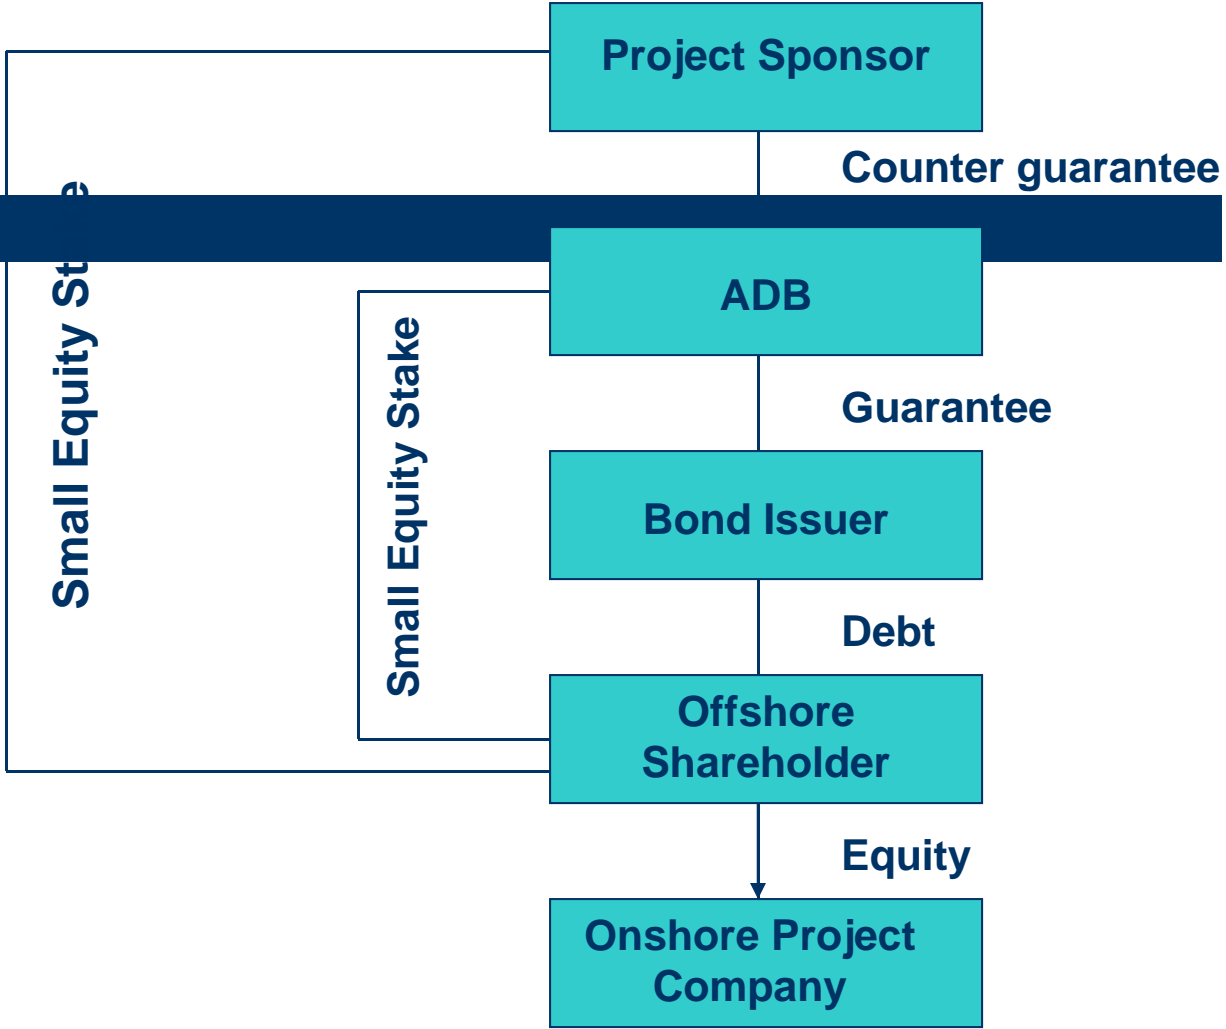 Project Sponsor
Counter guarantee
Small Equity Stake
ADB
Small Equity Stake
Guarantee
Bond Issuer
Debt
Offshore
Shareholder
Equity
Onshore Project
Company